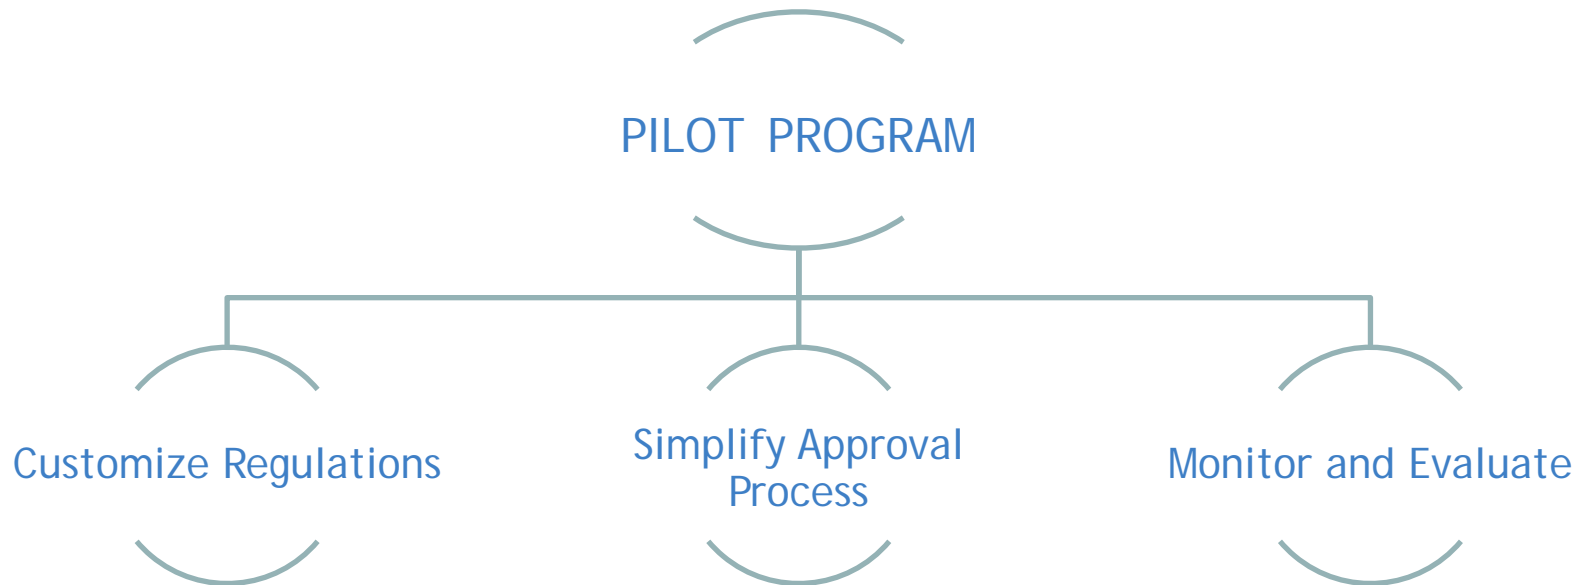 PILOT PROGRAM
Customize Regulations
Simplify Approval
Process
Monitor and Evaluate